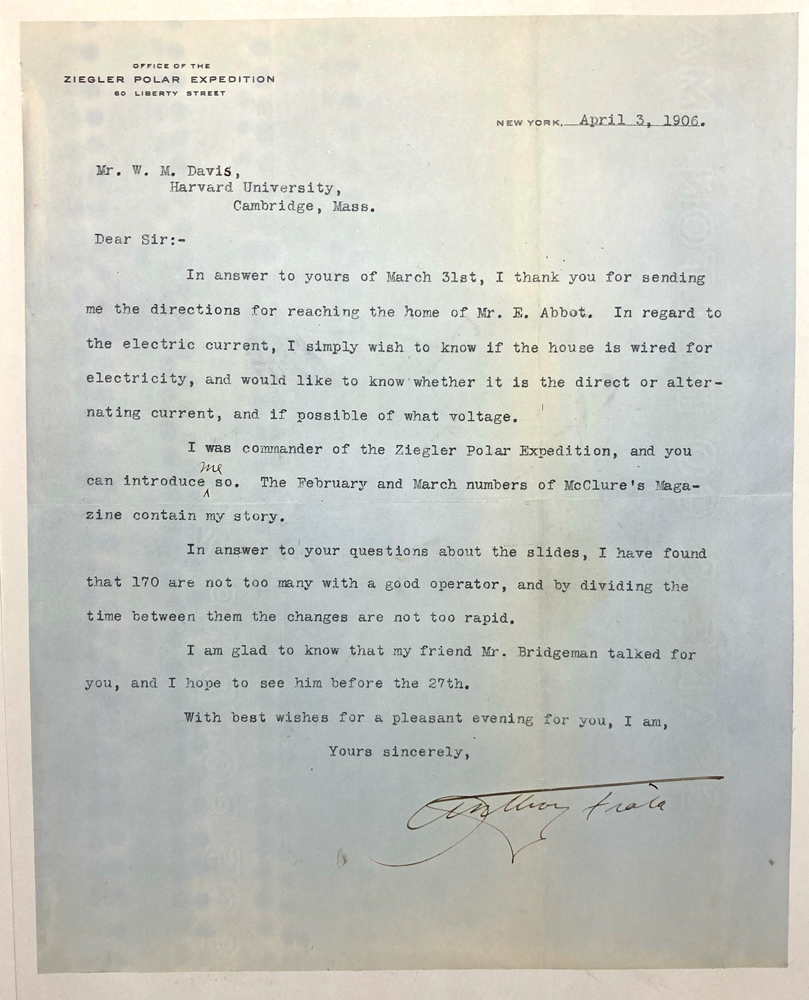 OFFICE OF THE
ZIEGLER POLAR EXPEDITION
60 LIBERTY STREET
NEW YORK, April 3, 1906.
Mr. W. M. Davis,
Harvard University,
Cambridge, Mass.
Dear Sir:-
In answer to yours of March 31st, I thank you for sending
me the directions for reaching the home of Mr. E. Abbot. In regard to
the electric current, I simply wish to know if the house is wired for
electricity, and would like to know whether it is the direct or alter-
nating current, and if possible of what voltage.
I was commander of the Ziegler Polar Expedition, and you
can introduce me so. The February and March numbers of McClure's Maga-
zine contain my story.
In answer to your questions about the slides, I have found
that 170 are not too many with a good operator, and by dividing the
time between them the changes are not too rapid.
I am glad to know that my friend Mr. Bridgeman talked for
you, and I hope to see him before the 27th.
With best wishes for a pleasant evening for you, I am,
Yours sincerely,
Anthony Fiala